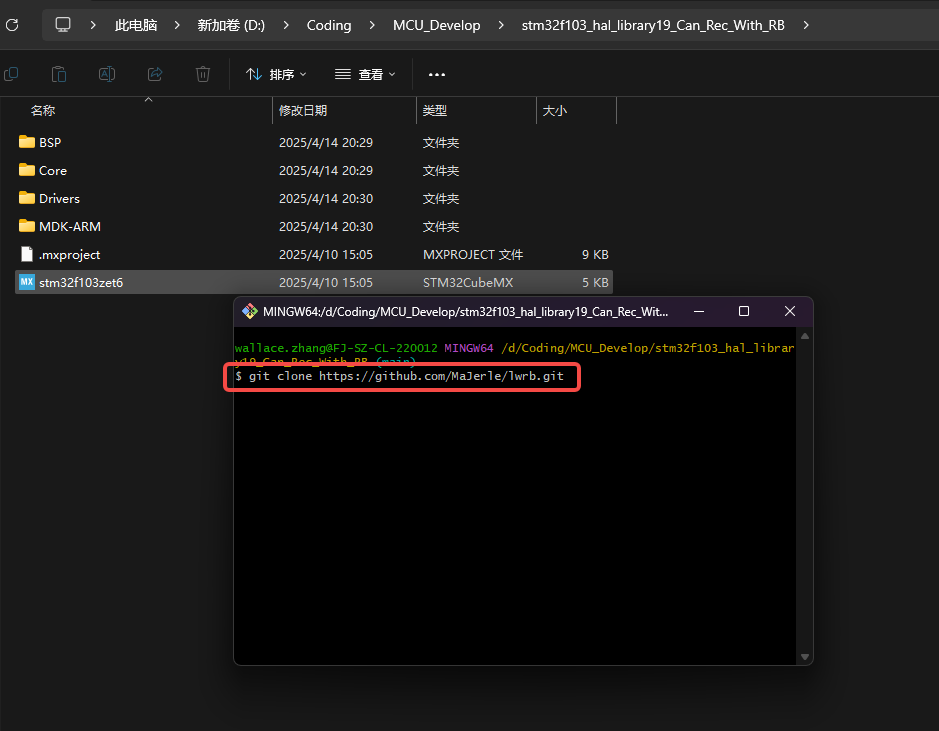 此电脑 > 新加卷 (D:) > Coding > MCU_Develop > stm32f103_hal_library19_Can_Rec_With_RB >
排序 查看 ...
名称 修改日期 类型 大小
BSP 2025/4/14 20:29 文件夹
Core 2025/4/14 20:29 文件夹
Drivers 2025/4/14 20:30 文件夹
MDK-ARM 2025/4/14 20:30 文件夹
.mxproject 2025/4/10 15:05 MXPROJECT 文件 9 KB
MX stm32f103zet6 2025/4/10 15:05 STM32CubeMX 5 KB
MINGW64:/d/Coding/MCU_Develop/stm32f103_hal_library19_Can_Rec_Wit...
wallace.zhang@FJ-SZ-CL-220012 MINGW64 /d/Coding/MCU_Develop/stm32f103_hal_librar
y19_Can_Rec_With_RB (main)
$ git clone https://github.com/MaJerle/lwrb.git